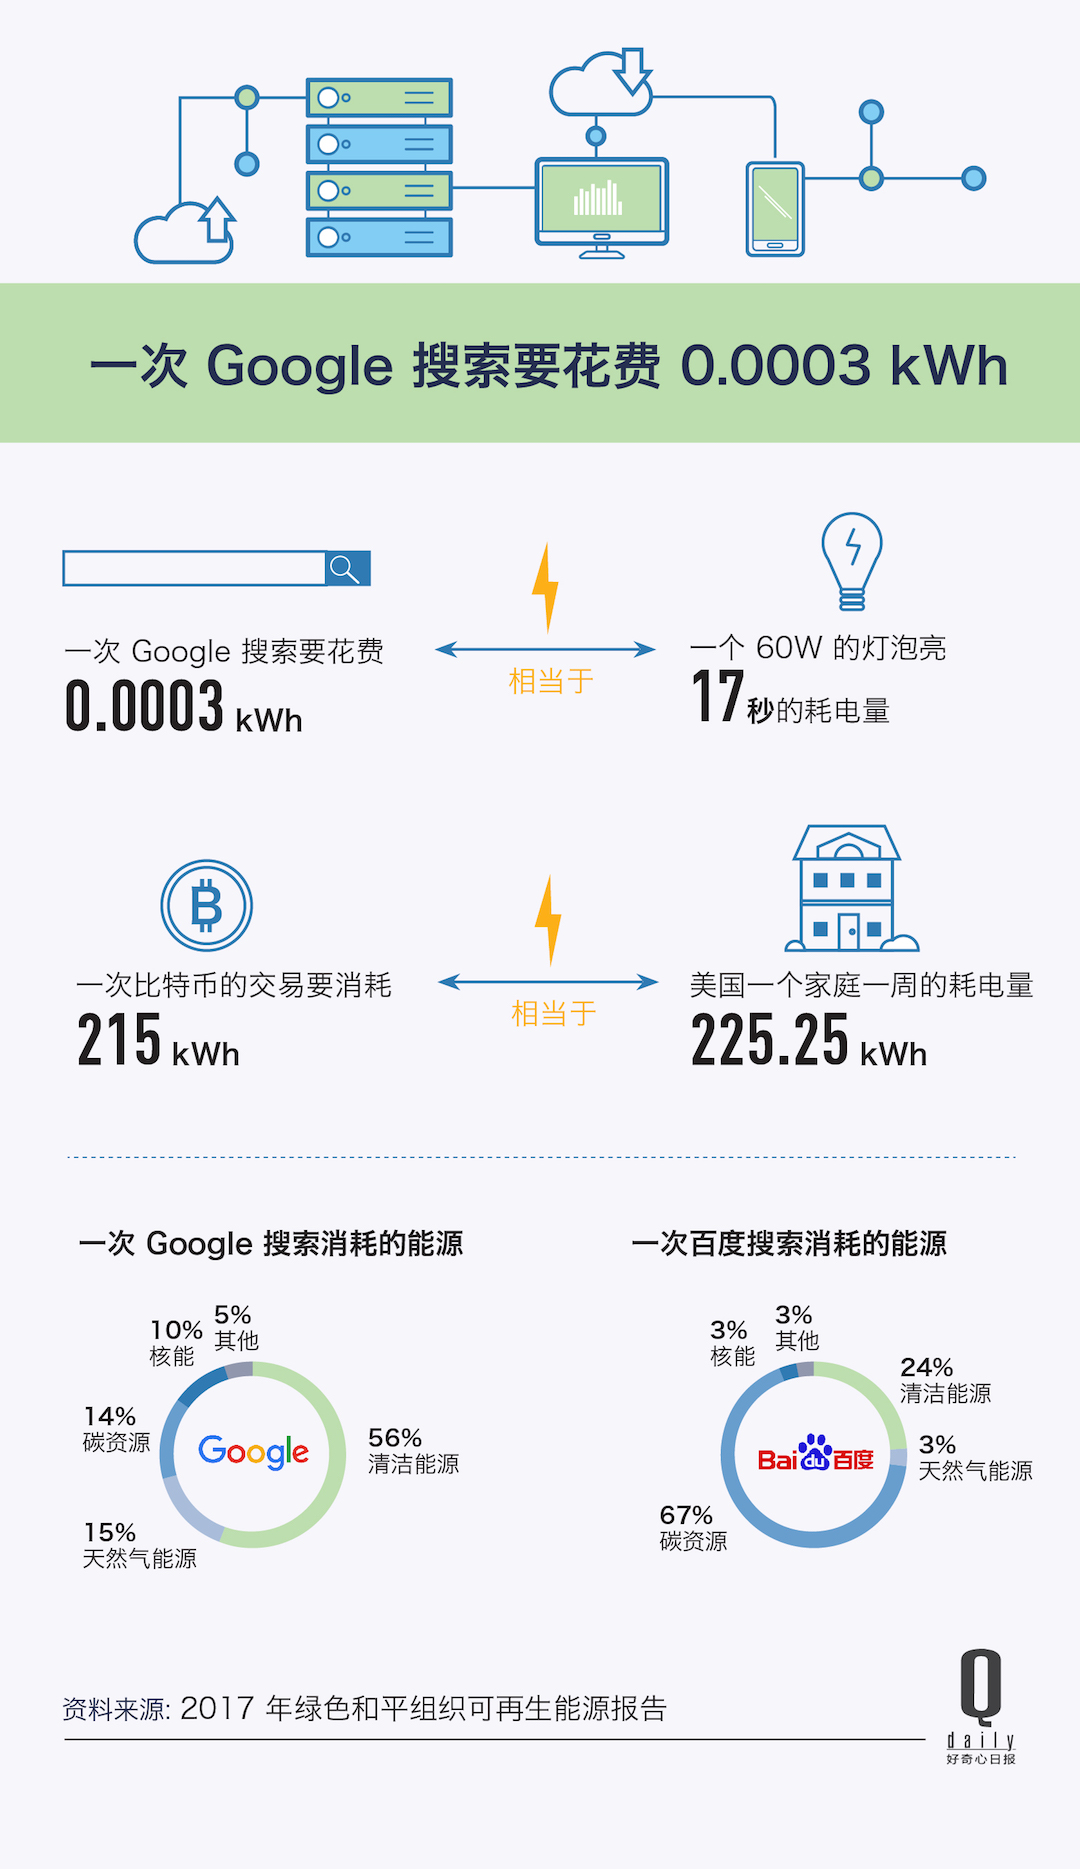 一次 Google 搜索要花费 0.0003 kWh
一次 Google 搜索要花费
0.0003 kWh
相当于
一个 60W 的灯泡亮
17秒的耗电量
B
一次比特币的交易要消耗
215 kWh
相当于
美国一个家庭一周的耗电量
225.25 kWh
一次 Google 搜索消耗的能源
5%
其他
10%
核能
14%
碳资源
Google
56%
清洁能源
15%
天然气能源
一次百度搜索消耗的能源
3%
其他
3%
核能
24%
清洁能源
3%
天然气能源
Baidu百度
67%
碳资源
资料来源: 2017 年绿色和平组织可再生能源报告
Q
daily
好奇心日报